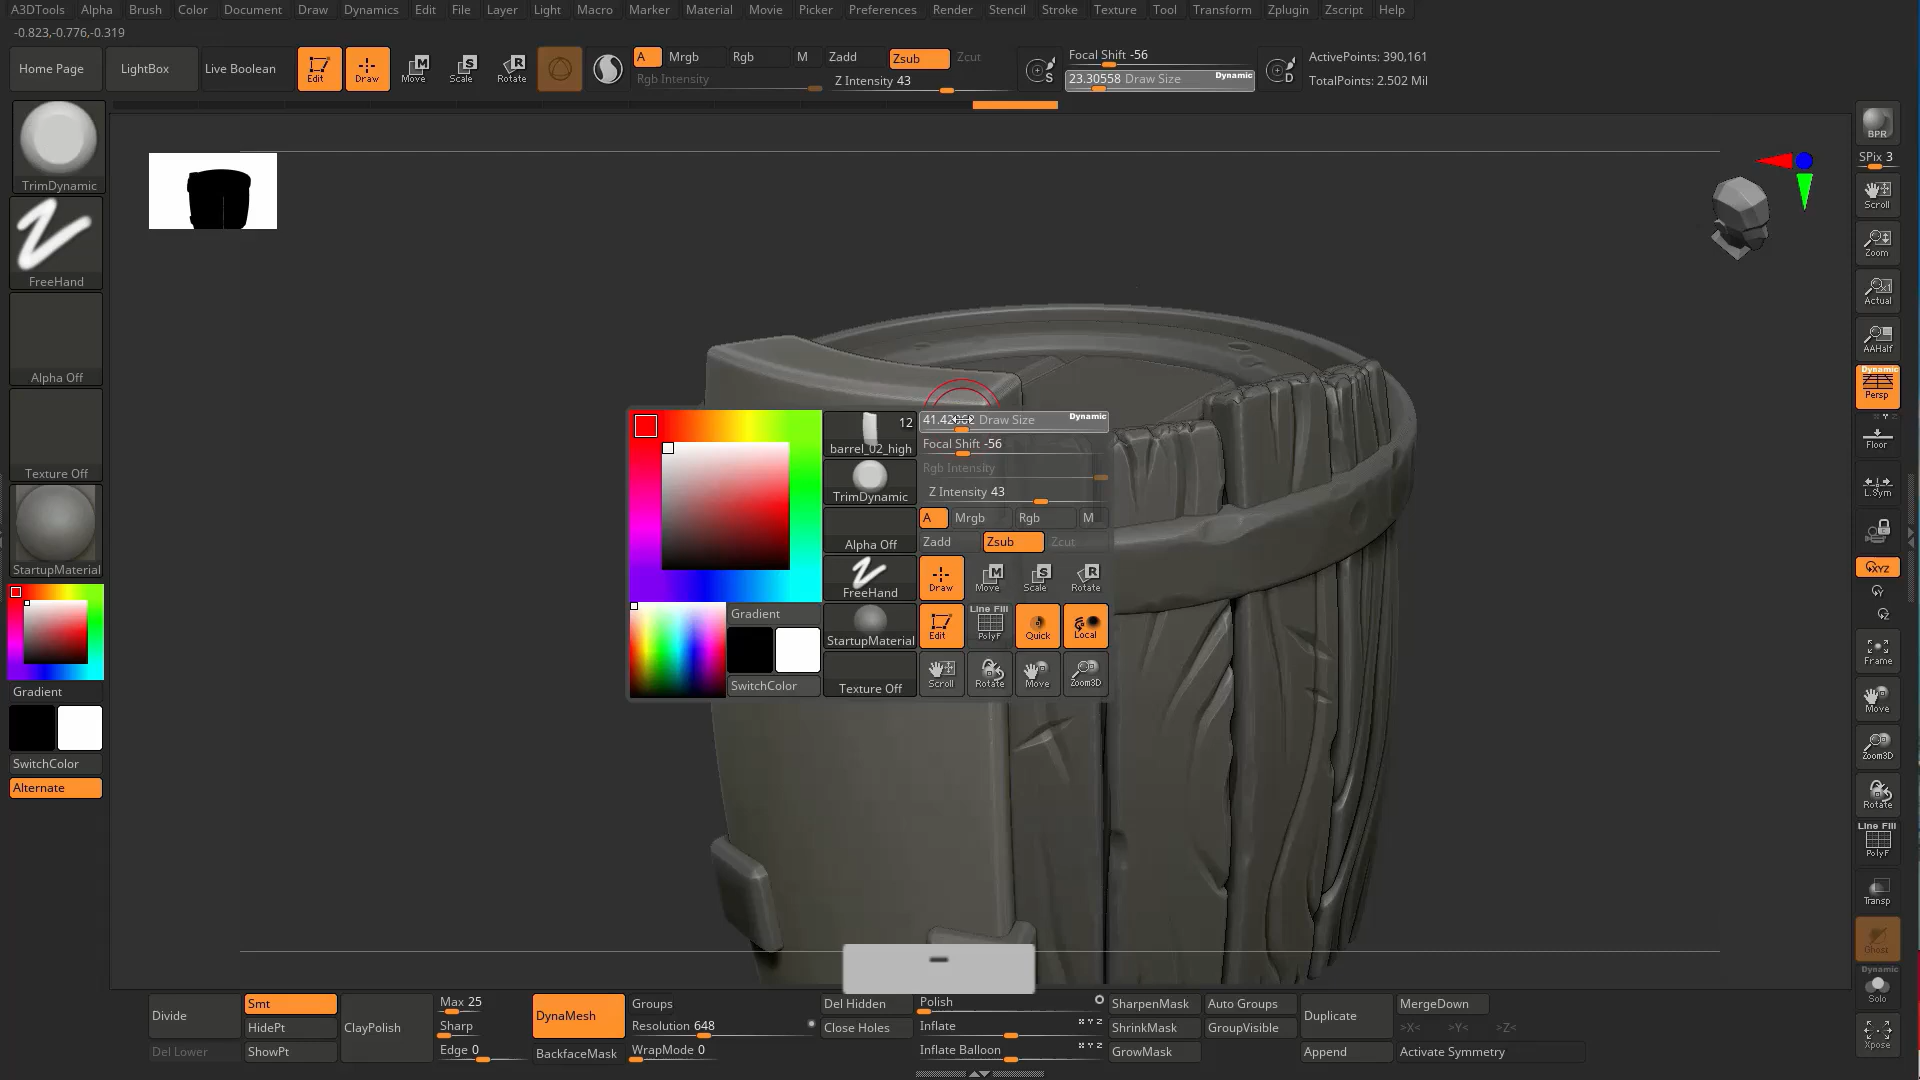 A3DTools Alpha Brush Color Document Draw Dynamics Edit File Layer Light Macro Marker Material Movie Picker Preferences Render Stencil Stroke Texture Tool Transform Zplugin Zscript Help
-0.823,-0.776,-0.319
Home Page LightBox Live Boolean Edit Draw Move Scale Rotate
A Mrgb Rgb M Zadd Zsub Zcut
Rgb Intensity Z Intensity 43
Focal Shift -56
23.30558 Draw Size Dynamic
ActivePoints: 390,161
TotalPoints: 2.502 Mil
TrimDynamic
FreeHand
Alpha Off
Texture Off
StartupMaterial
Gradient
SwitchColor
Alternate
12
barrel_02_high
TrimDynamic
Alpha Off
FreeHand
StartupMaterial
Texture Off
Gradient
SwitchColor
Draw Size Dynamic
Focal Shift -56
Rgb Intensity
Z Intensity 43
A Mrgb Rgb M
Zadd Zsub Zcut
Draw Move Scale Rotate
Line Fill
Edit PolyF Quick Local
Scroll Rotate Move Zoom3D
BPR
SPix 3
Scroll
Zoom
Actual
AAHalf
Dynamic
Persp
Floor
L.Sym
XYZ
Frame
Move
Zoom3D
Rotate
Line Fill
PolyF
Transp
Ghost
Dynamic
Solo
Xpose
-
Divide
Del Lower
Smt
HidePt
ShowPt
ClayPolish
Max 25
Sharp
Edge 0
DynaMesh
BackfaceMask
Groups
Resolution 648
WrapMode 0
Del Hidden
Close Holes
Polish
Inflate
Inflate Balloon
SharpenMask
ShrinkMask
GrowMask
Auto Groups
GroupVisible
Duplicate
Append
MergeDown
>X< >Y< >Z<
Activate Symmetry